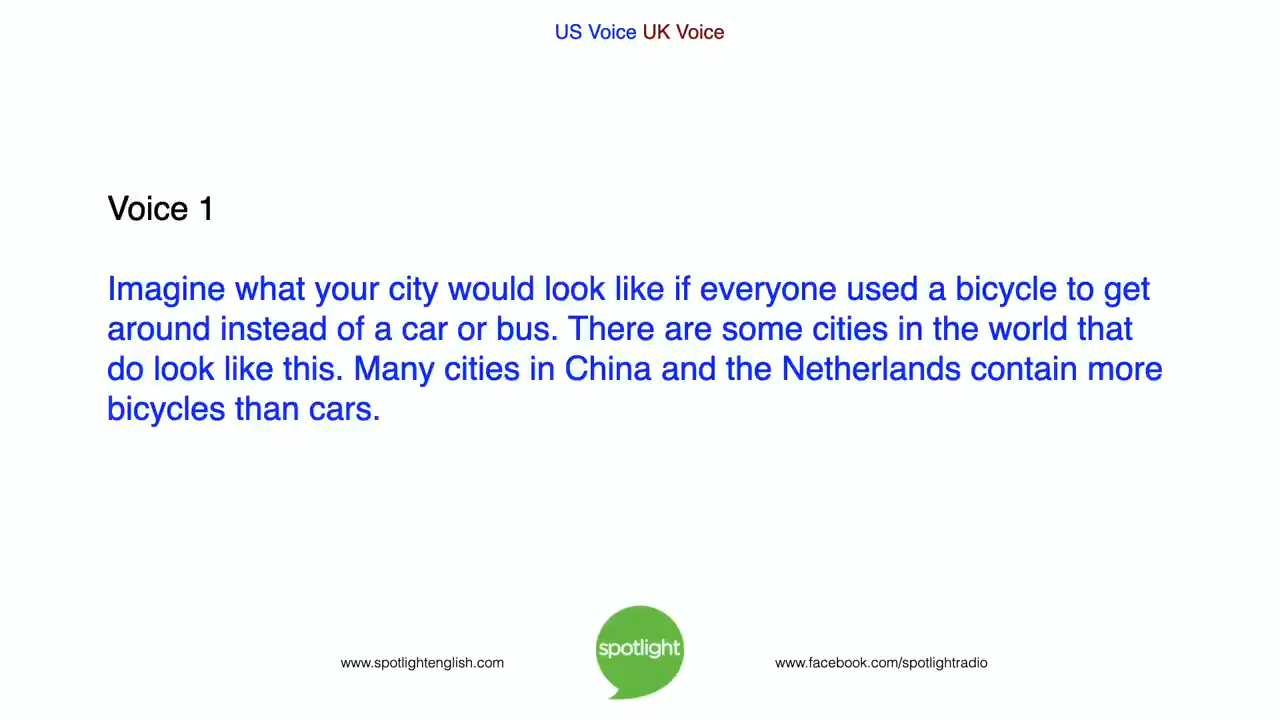 US Voice UK Voice
Voice 1
Imagine what your city would look like if everyone used a bicycle to get
around instead of a car or bus. There are some cities in the world that
do look like this. Many cities in China and the Netherlands contain more
bicycles than cars.
spotlight
www.spotlightenglish.com
www.facebook.com/spotlightradio